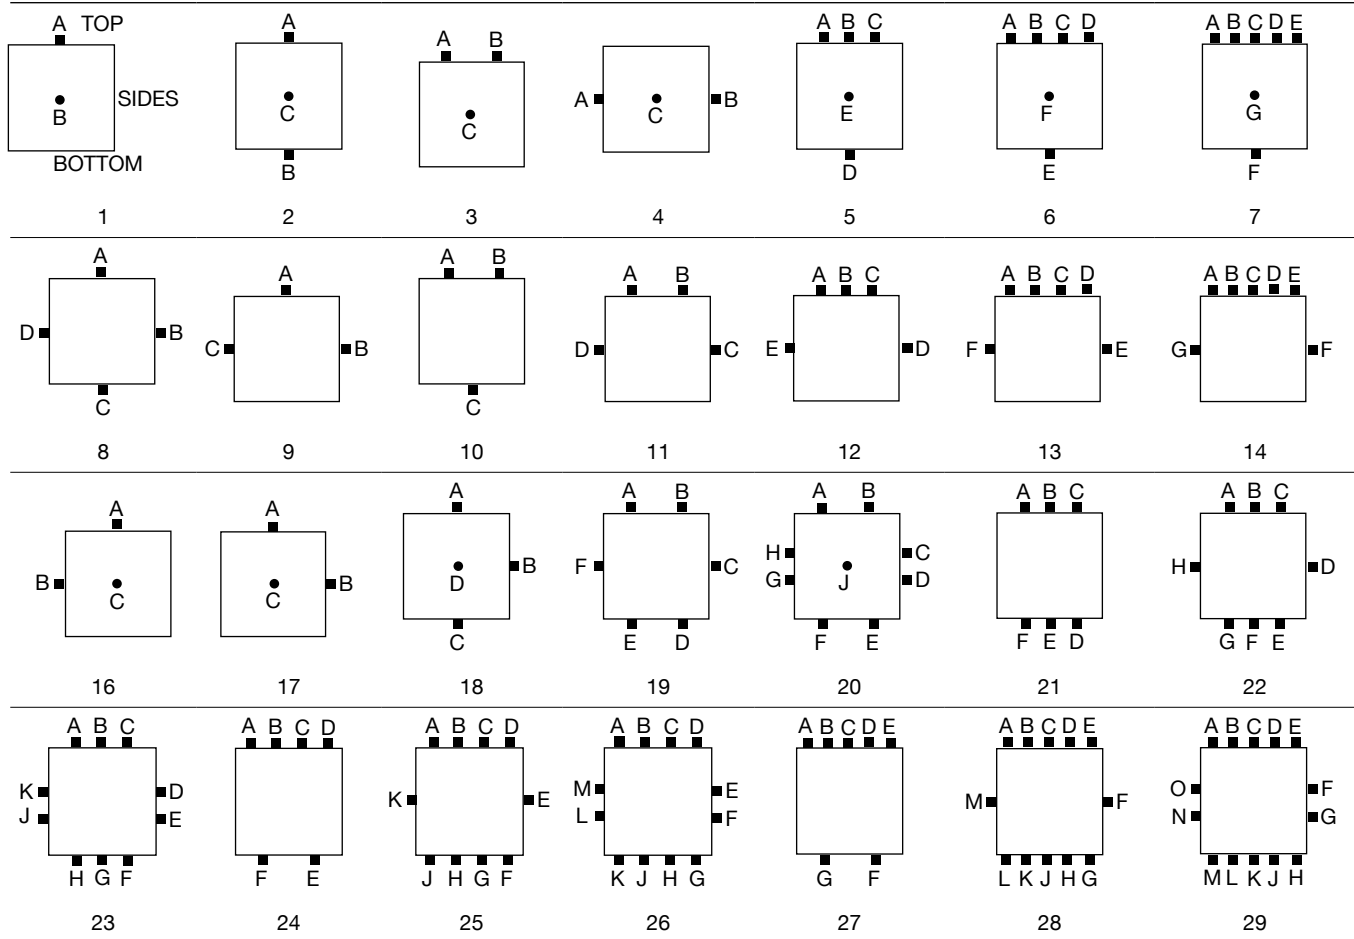 A TOP
B
SIDES
BOTTOM
1
A
C
B
2
A B
C
3
A C B
4
A B C
E
D
5
A B C D
F
E
6
A B C D E
G
F
7
A
D B
C
8
A
C B
9
A B
C
10
A B
D C
11
A B C
E D
12
A B C D
F E
13
A B C D E
G F
14
A
B
C
16
A
B
C
17
A
B
D
C
18
A B
F C
E D
19
A B
H C
G J D
F E
20
A B C
F E D
21
A B C
H D
G F E
22
A B C
K D
J E
H G F
23
A B C D
F E
24
A B C D
K E
J H G F
25
A B C D
M E
L F
K J H G
26
A B C D E
G F
27
A B C D E
M F
L K J H G
28
A B C D E
O F
N G
M L K J H
29